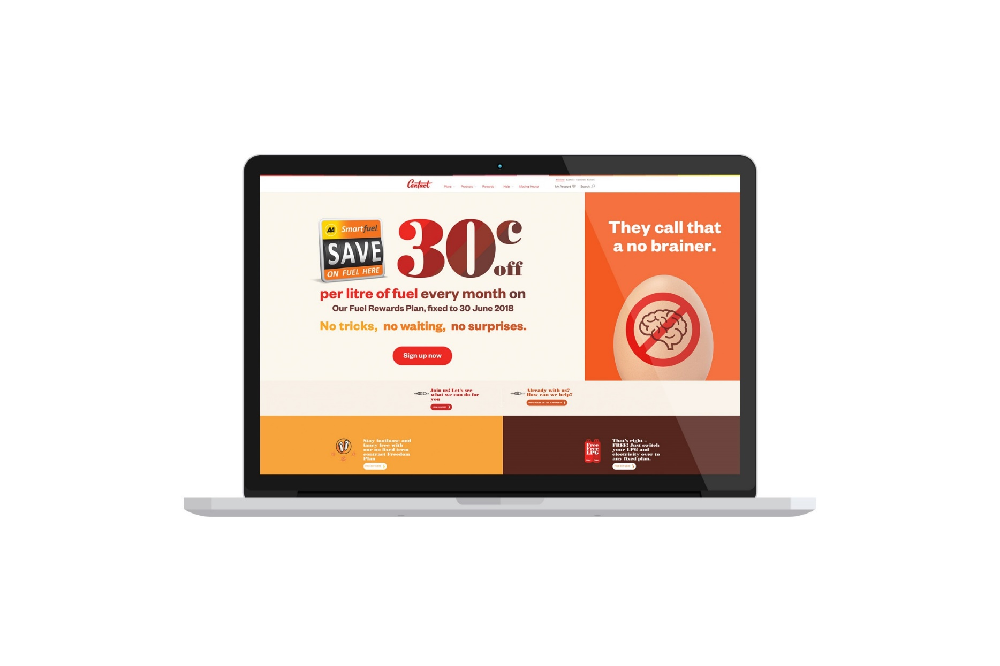 Contact
Plans
Products
Rewards
Help
Moving House
Personal Business Corporate Careers
My Account
Search
AA
Smartfuel
SAVE
ON FUEL HERE
30c
off
per litre of fuel every month on
Our Fuel Rewards Plan, fixed to 30 June 2018
No tricks, no waiting, no surprises.
Sign up now
They call that
a no brainer.
Join us! Let's see
what we can do for
you
JOIN CONTACT
Already with us?
How can we help?
MOVE HOUSE OR ADD A PROPERTY
Stay footloose and
fancy free with
our no fixed term
contract Freedom
Plan
FIND OUT MORE
Free
Free
LPG
That's right –
FREE! Just switch
your LPG and
electricity over to
any fixed plan.
FIND OUT MORE